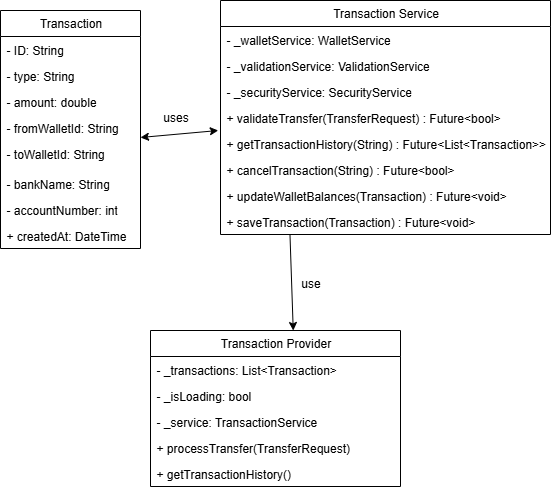 Transaction
- ID: String
- type: String
- amount: double
- fromWalletId: String
- toWalletId: String
- bankName: String
- accountNumber: int
+ createdAt: DateTime
uses
Transaction Service
- _walletService: WalletService
- _validationService: ValidationService
- _securityService: SecurityService
+ validateTransfer(TransferRequest) : Future<bool>
+ getTransactionHistory(String) : Future<List<Transaction>>
+ cancelTransaction(String) : Future<bool>
+ updateWalletBalances(Transaction) : Future<void>
+ saveTransaction(Transaction) : Future<void>
use
Transaction Provider
- _transactions: List<Transaction>
- _isLoading: bool
- _service: TransactionService
+ processTransfer(TransferRequest)
+ getTransactionHistory()